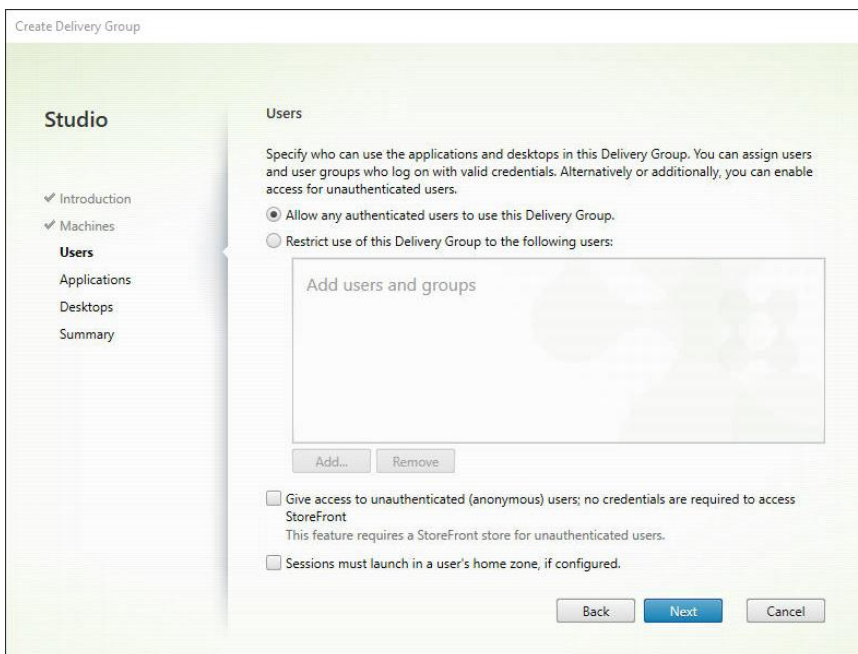 Create Delivery Group
Studio
✔ Introduction
✔ Machines
Users
Applications
Desktops
Summary
Users
Specify who can use the applications and desktops in this Delivery Group. You can assign users
and user groups who log on with valid credentials. Alternatively or additionally, you can enable
access for unauthenticated users.
Allow any authenticated users to use this Delivery Group.
Restrict use of this Delivery Group to the following users:
Add users and groups
Add... Remove
Give access to unauthenticated (anonymous) users; no credentials are required to access
StoreFront
This feature requires a StoreFront store for unauthenticated users.
Sessions must launch in a user's home zone, if configured.
Back Next Cancel